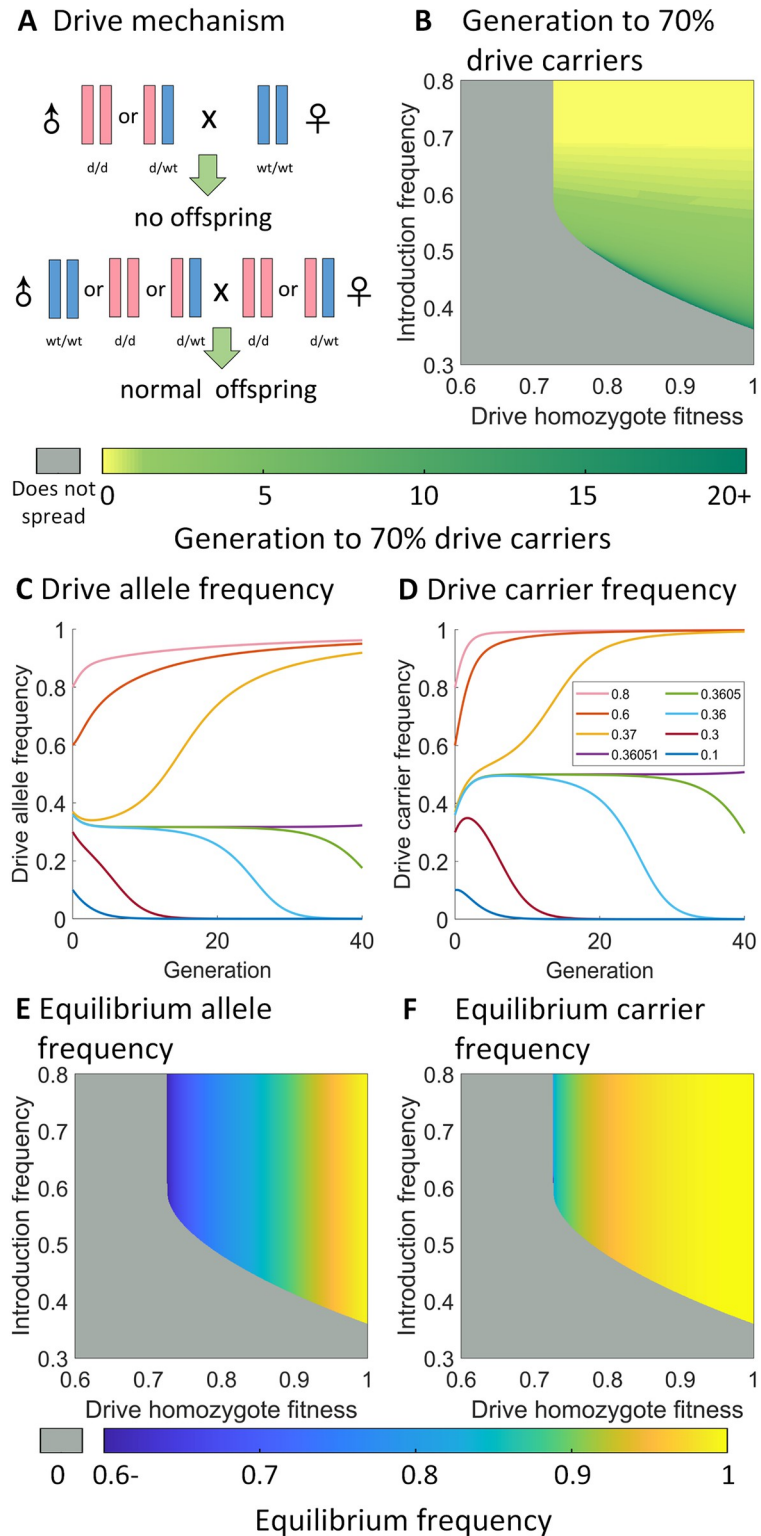 A Drive mechanism
♂ or x ♀
d/d d/wt wt/wt
no offspring
♂ or or x or ♀
wt/wt d/d d/wt d/d d/wt
normal offspring
B Generation to 70%
drive carriers
Introduction frequency
0.8
0.7
0.6
0.5
0.4
0.3
0.6 0.7 0.8 0.9 1
Drive homozygote fitness
Does not
spread
0 5 10 15 20+
Generation to 70% drive carriers
C Drive allele frequency
Drive allele frequency
1
0.8
0.6
0.4
0.2
0
0 20 40
Generation
D Drive carrier frequency
Drive carrier frequency
1
0.8
0.6
0.4
0.2
0
0.8 0.3605
0.6 0.36
0.37 0.3
0.36051 0.1
0 20 40
Generation
E Equilibrium allele
frequency
Introduction frequency
0.8
0.7
0.6
0.5
0.4
0.3
0.6 0.7 0.8 0.9 1
Drive homozygote fitness
F Equilibrium carrier
frequency
Introduction frequency
0.8
0.7
0.6
0.5
0.4
0.3
0.6 0.7 0.8 0.9 1
Drive homozygote fitness
0 0.6- 0.7 0.8 0.9 1
Equilibrium frequency